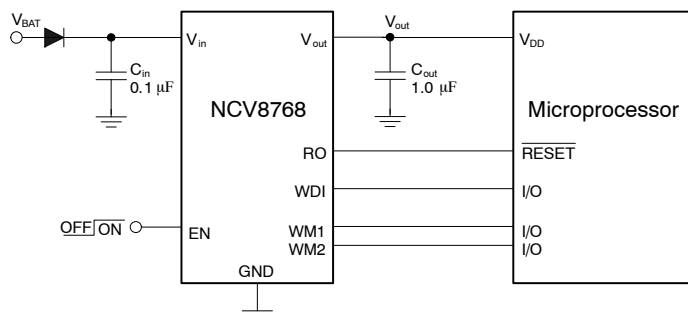 VBAT
Vin
Vout
Vout
VDD
Cin
0.1 μF
Cout
1.0 μF
NCV8768
Microprocessor
RO
RESET
WDI
I/O
OFF ON
EN
WM1
I/O
WM2
I/O
GND